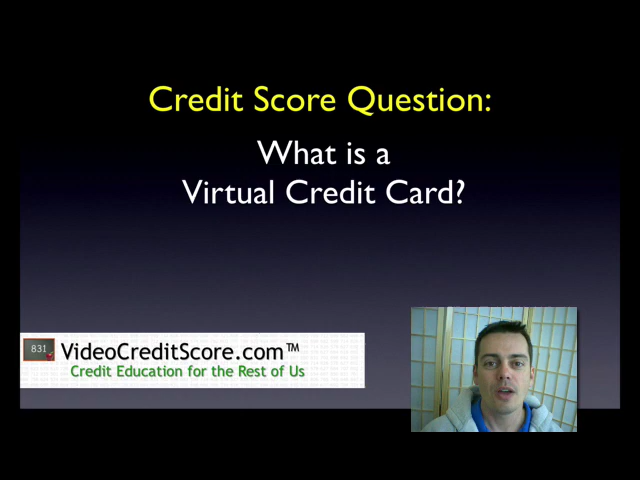 Credit Score Question:
What is a
Virtual Credit Card?
831
VideoCreditScore.com™
Credit Education for the Rest of Us